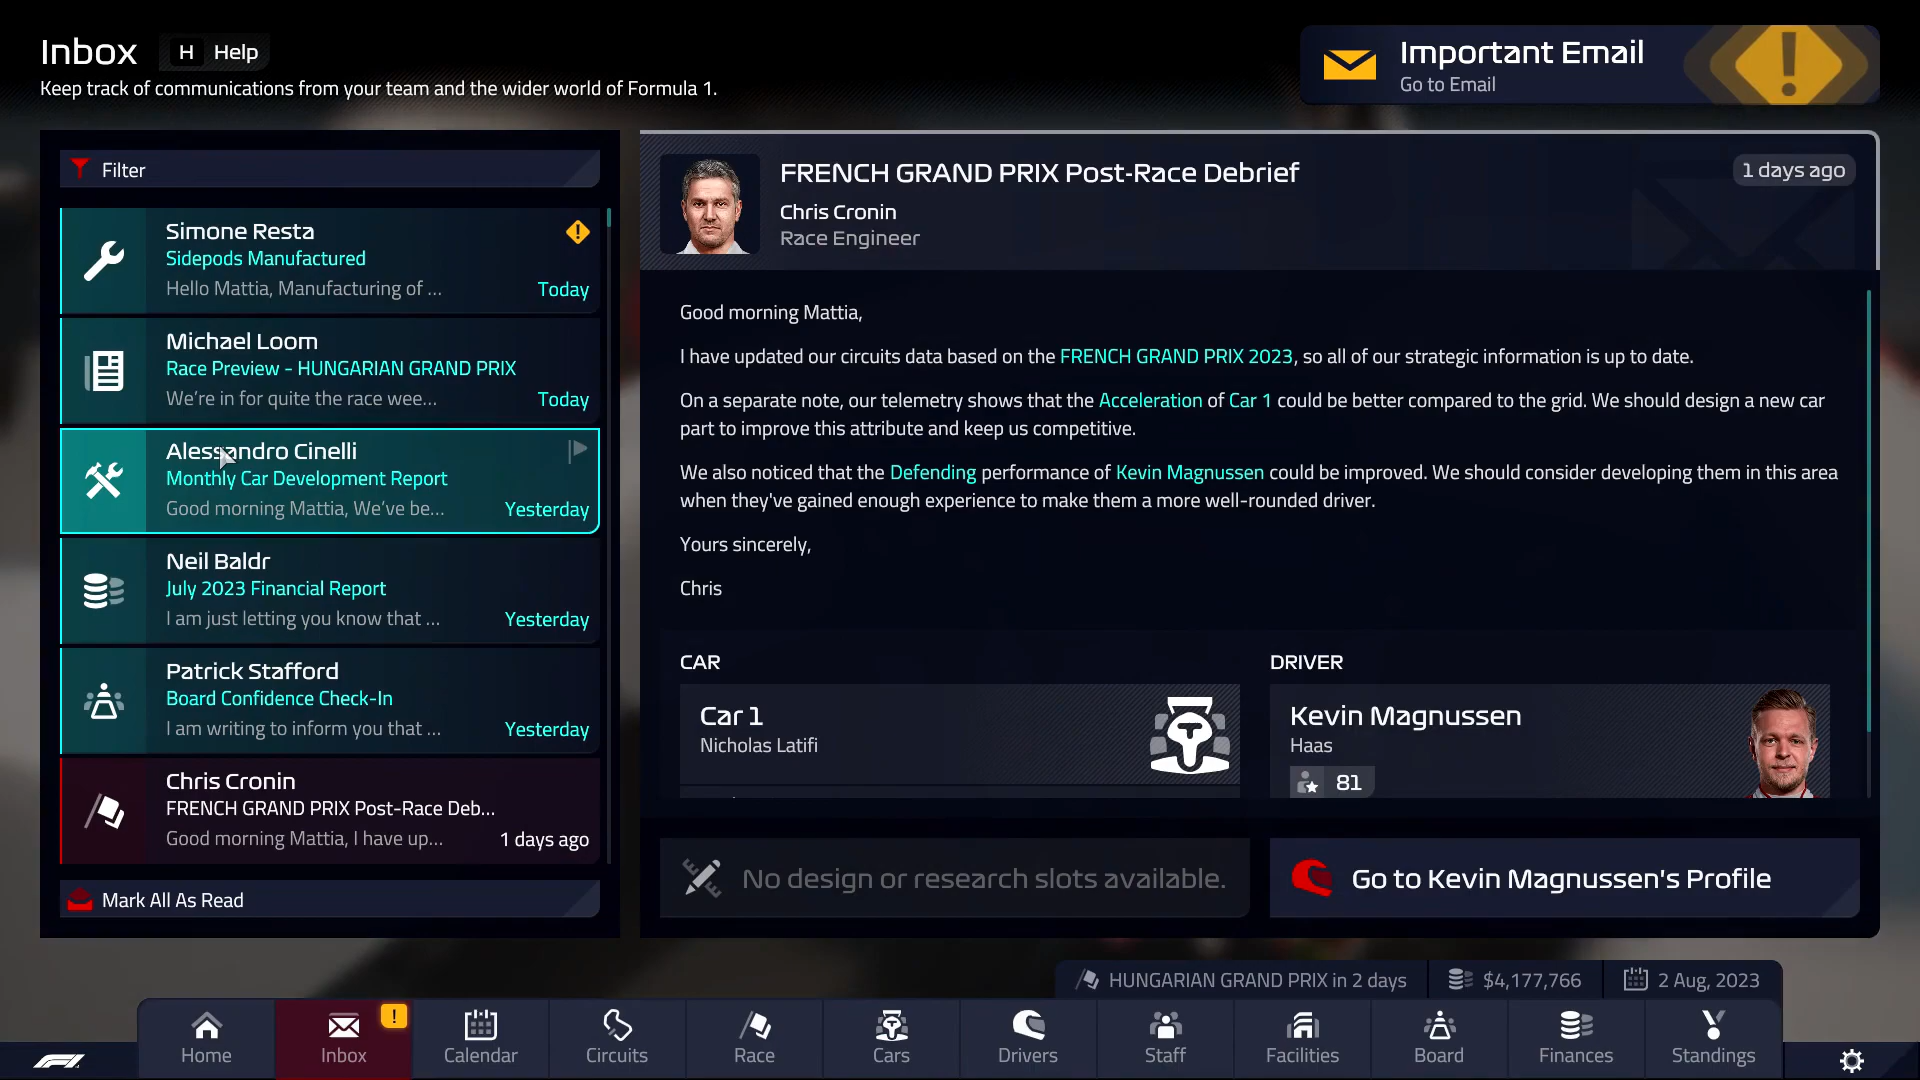 Inbox
H Help
Keep track of communications from your team and the wider world of Formula 1.
Important Email
Go to Email
Filter
Simone Resta
Sidepods Manufactured
Hello Mattia, Manufacturing of ...
Today
Michael Loom
Race Preview - HUNGARIAN GRAND PRIX
We're in for quite the race wee...
Today
Alessandro Cinelli
Monthly Car Development Report
Good morning Mattia, We've be...
Yesterday
Neil Baldr
July 2023 Financial Report
I am just letting you know that ...
Yesterday
Patrick Stafford
Board Confidence Check-In
I am writing to inform you that ...
Yesterday
Chris Cronin
FRENCH GRAND PRIX Post-Race Deb...
Good morning Mattia, I have up...
1 days ago
Mark All As Read
FRENCH GRAND PRIX Post-Race Debrief
1 days ago
Chris Cronin
Race Engineer
Good morning Mattia,
I have updated our circuits data based on the FRENCH GRAND PRIX 2023, so all of our strategic information is up to date.
On a separate note, our telemetry shows that the Acceleration of Car 1 could be better compared to the grid. We should design a new car
part to improve this attribute and keep us competitive.
We also noticed that the Defending performance of Kevin Magnussen could be improved. We should consider developing them in this area
when they've gained enough experience to make them a more well-rounded driver.
Yours sincerely,
Chris
CAR
Car 1
Nicholas Latifi
DRIVER
Kevin Magnussen
Haas
81
No design or research slots available.
Go to Kevin Magnussen's Profile
HUNGARIAN GRAND PRIX in 2 days
$4,177,766
2 Aug, 2023
Home
Inbox
!
Calendar
Circuits
Race
Cars
Drivers
Staff
Facilities
Board
Finances
Standings